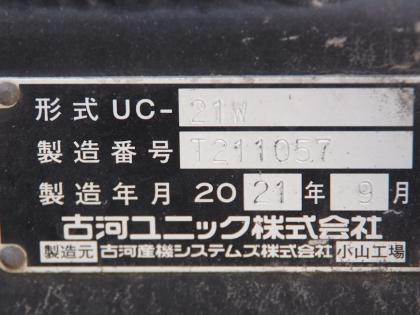 形式 UC-21W
製造番号 T211057
製造年月 2021年 9月
古河ユニック株式会社
製造元 古河産機システムズ株式会社 小山工場